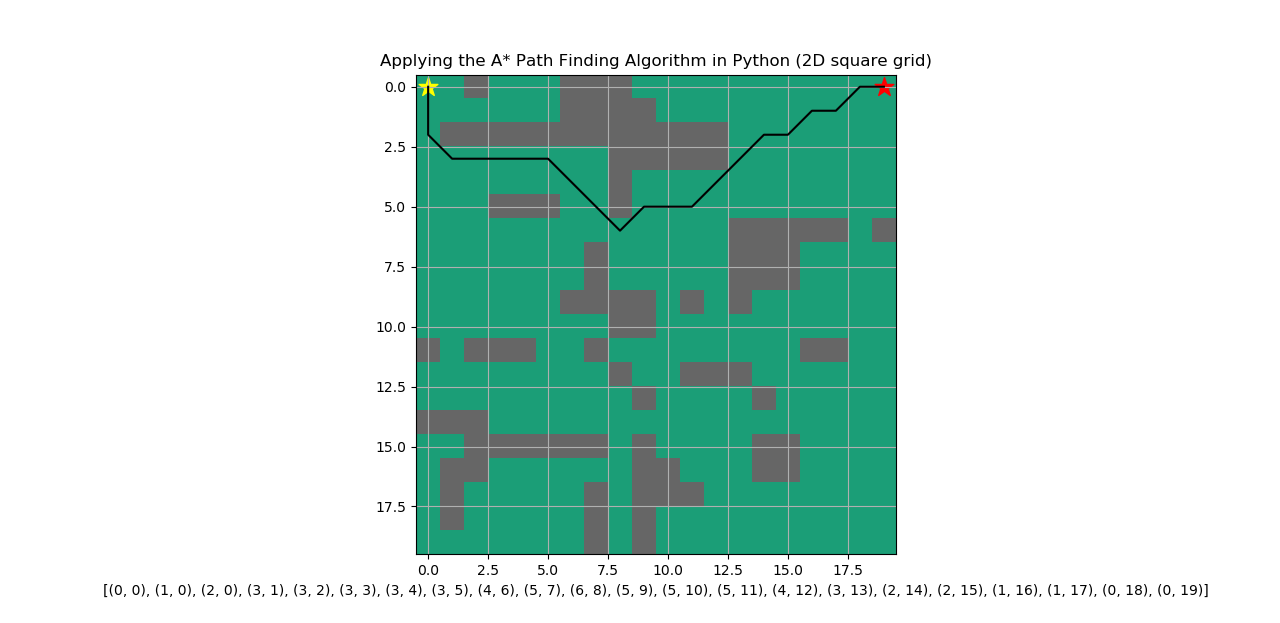 Applying the A* Path Finding Algorithm in Python (2D square grid)
0.0
2.5
5.0
7.5
10.0
12.5
15.0
17.5
0.0 2.5 5.0 7.5 10.0 12.5 15.0 17.5
[(0, 0), (1, 0), (2, 0), (3, 1), (3, 2), (3, 3), (3, 4), (3, 5), (4, 6), (5, 7), (6, 8), (5, 9), (5, 10), (5, 11), (4, 12), (3, 13), (2, 14), (2, 15), (1, 16), (1, 17), (0, 18), (0, 19)]